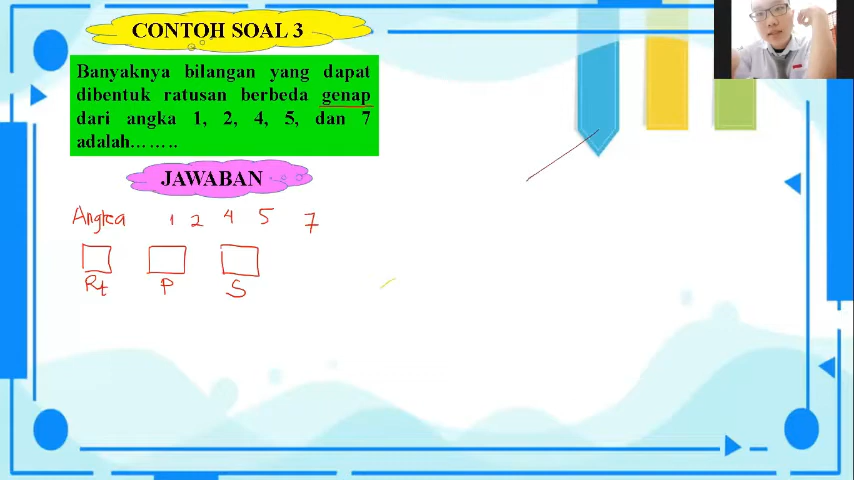 CONTOH SOAL 3
Banyaknya bilangan yang dapat
dibentuk ratusan berbeda genap
dari angka 1, 2, 4, 5, dan 7
adalah……..
JAWABAN
Angka 1 2 4 5 7
Rt P S